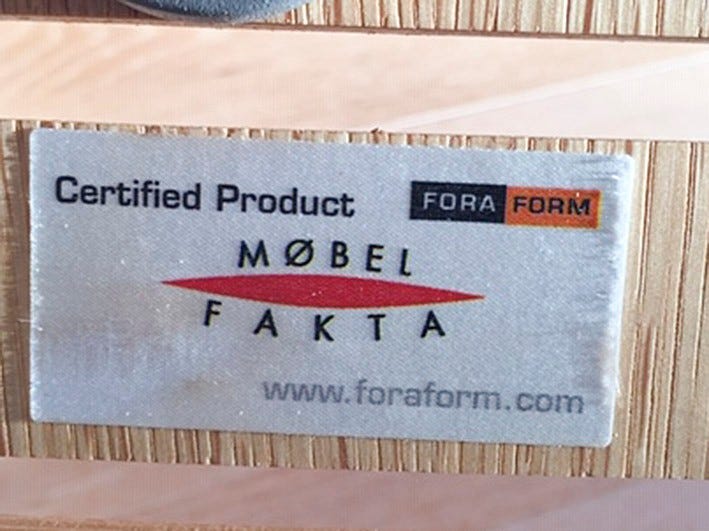 Certified Product
FORA FORM
MØBEL
FAKTA
www.foraform.com